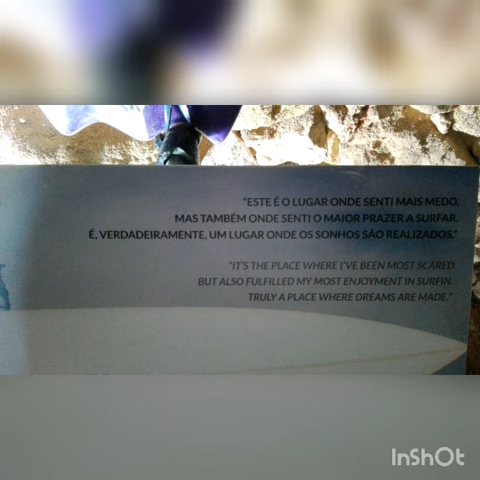 "ESTE É O LUGAR ONDE SENTI MAIS MEDO,
MAS TAMBÉM ONDE SENTI O MAIOR PRAZER A SURFAR.
É, VERDADEIRAMENTE, UM LUGAR ONDE OS SONHOS SÃO REALIZADOS."
"IT'S THE PLACE WHERE I'VE BEEN MOST SCARED
BUT ALSO FULFILLED MY MOST ENJOYMENT IN SURFIN.
TRULY A PLACE WHERE DREAMS ARE MADE."
InShOt